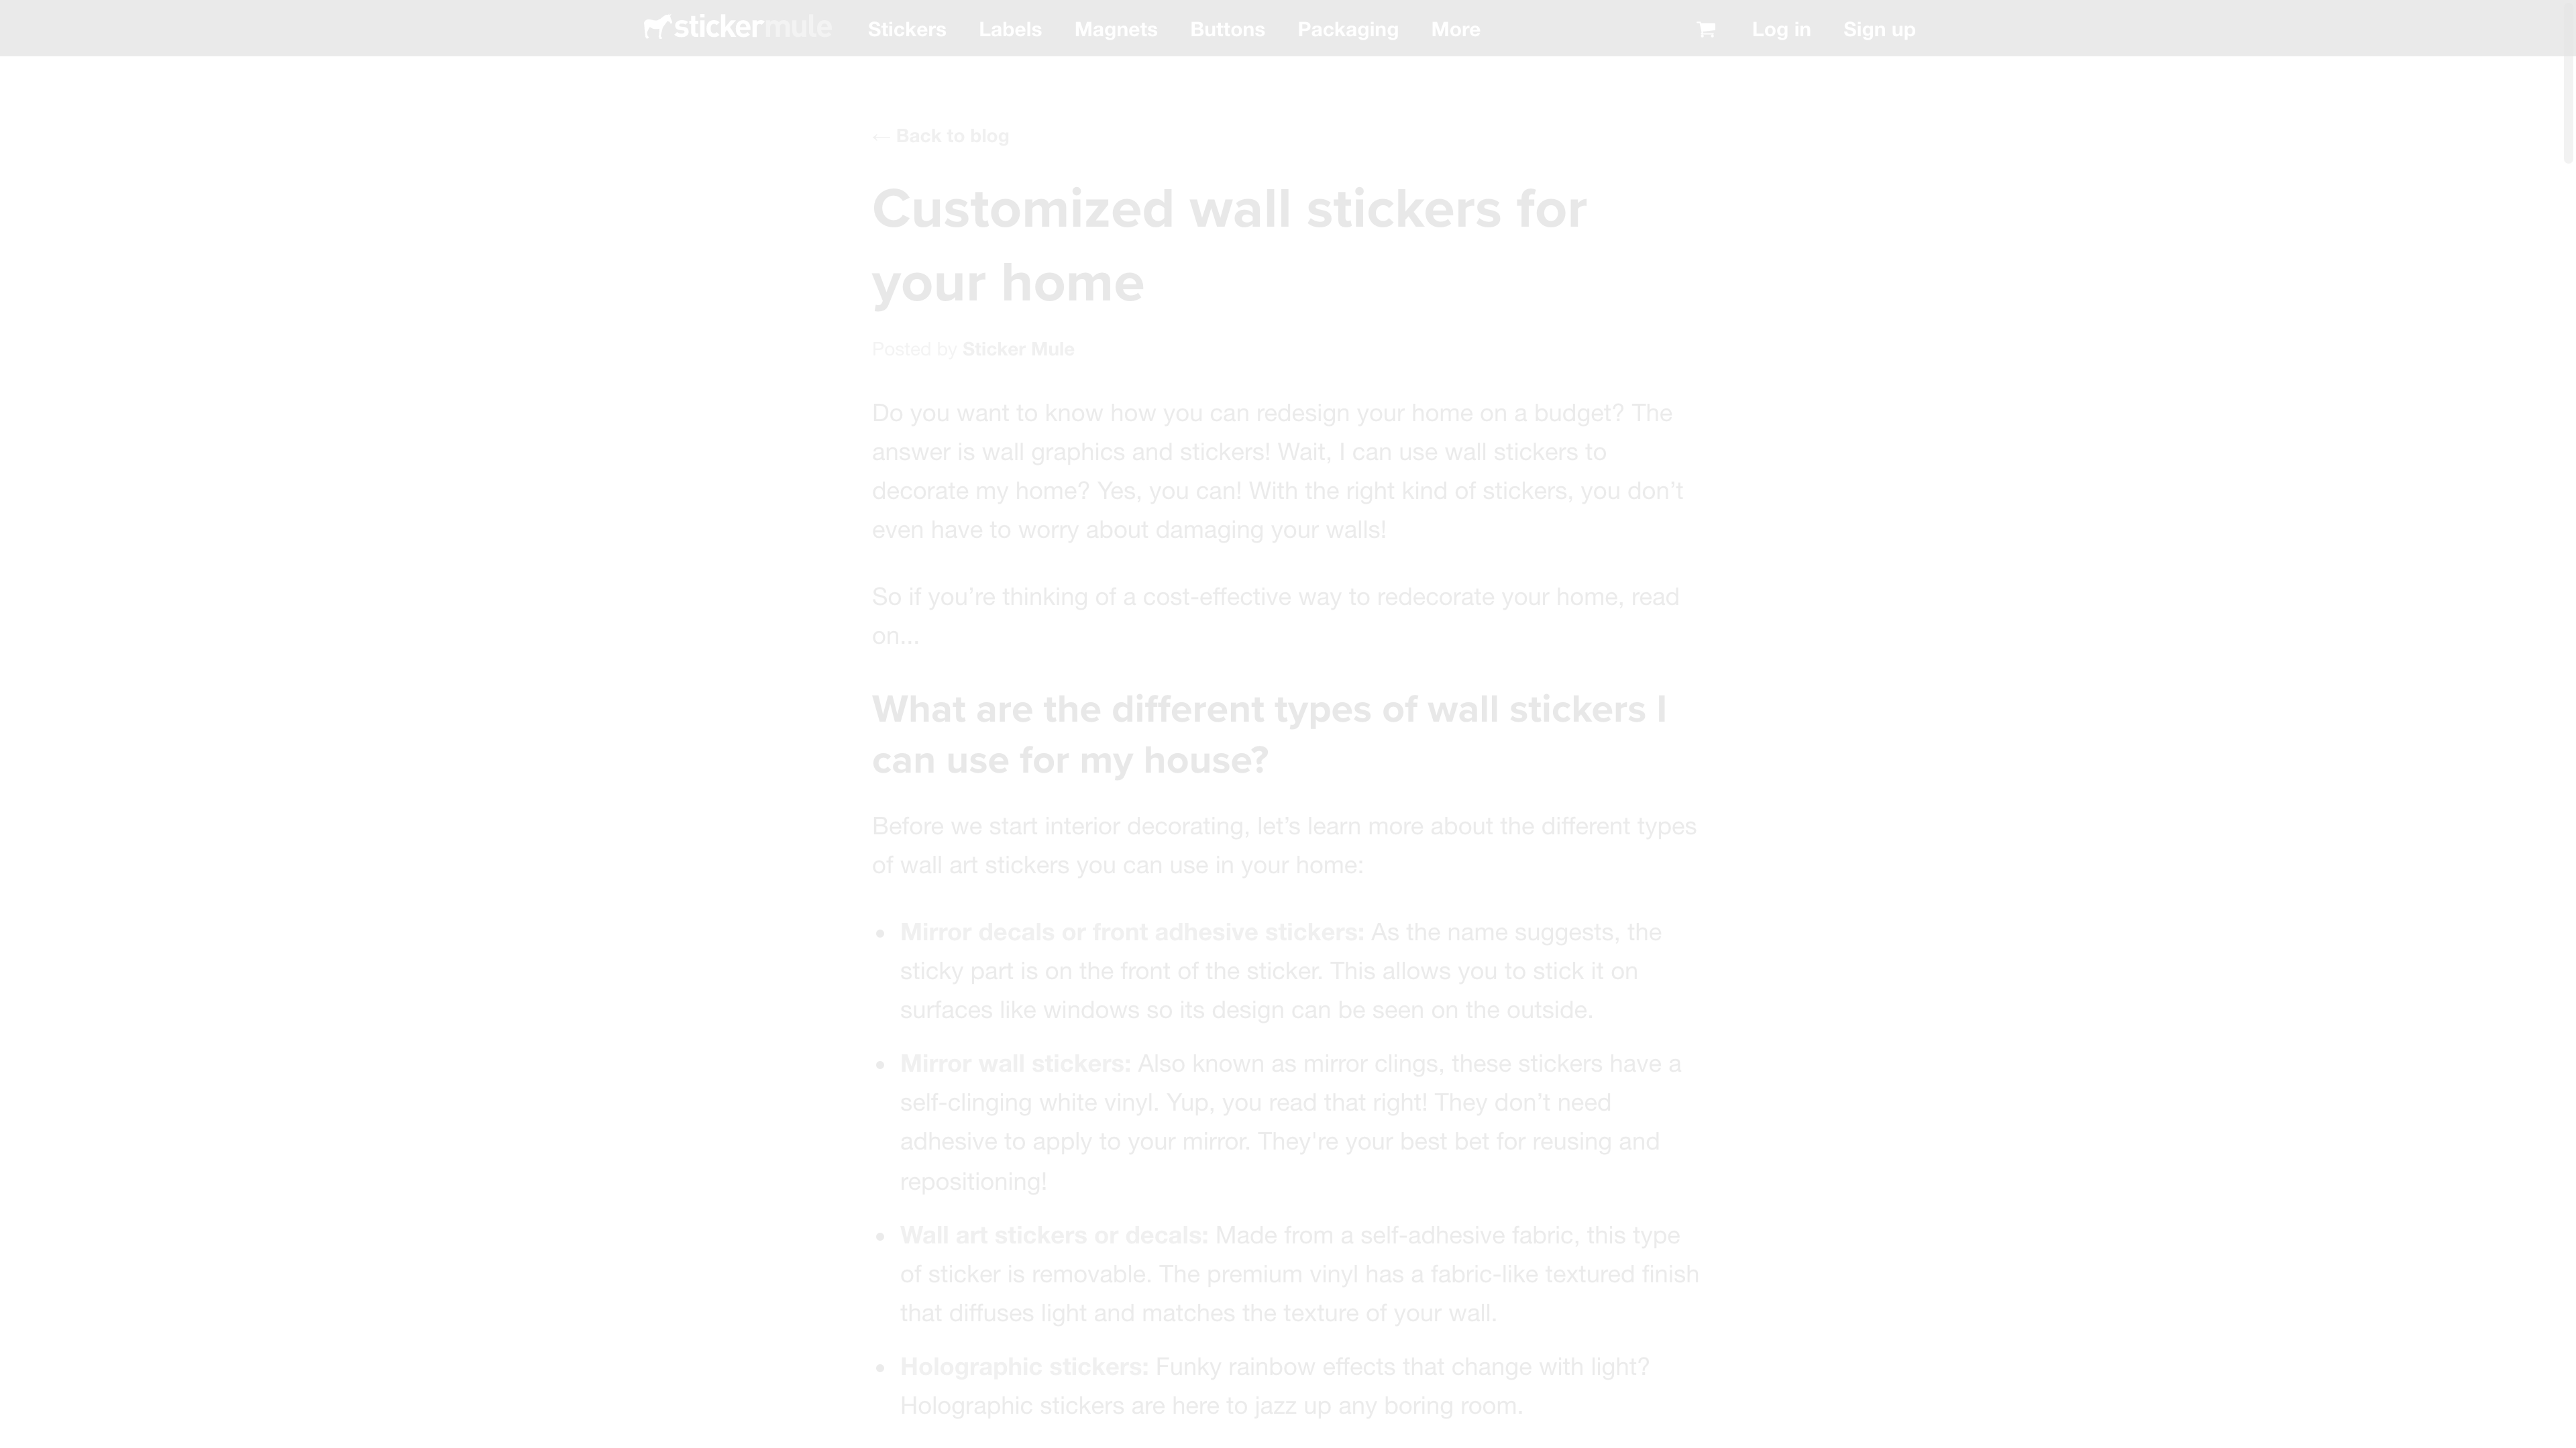 stickermule Stickers Labels Magnets Buttons Packaging More Log in Sign up
← Back to blog
Customized wall stickers for
your home
Posted by Sticker Mule
Do you want to know how you can redesign your home on a budget? The
answer is wall graphics and stickers! Wait, I can use wall stickers to
decorate my home? Yes, you can! With the right kind of stickers, you don’t
even have to worry about damaging your walls!
So if you’re thinking of a cost-effective way to redecorate your home, read
on...
What are the different types of wall stickers I
can use for my house?
Before we start interior decorating, let’s learn more about the different types
of wall art stickers you can use in your home:
• Mirror decals or front adhesive stickers: As the name suggests, the
sticky part is on the front of the sticker. This allows you to stick it on
surfaces like windows so its design can be seen on the outside.
• Mirror wall stickers: Also known as mirror clings, these stickers have a
self-clinging white vinyl. Yup, you read that right! They don’t need
adhesive to apply to your mirror. They're your best bet for reusing and
repositioning!
• Wall art stickers or decals: Made from a self-adhesive fabric, this type
of sticker is removable. The premium vinyl has a fabric-like textured finish
that diffuses light and matches the texture of your wall.
• Holographic stickers: Funky rainbow effects that change with light?
Holographic stickers are here to jazz up any boring room.